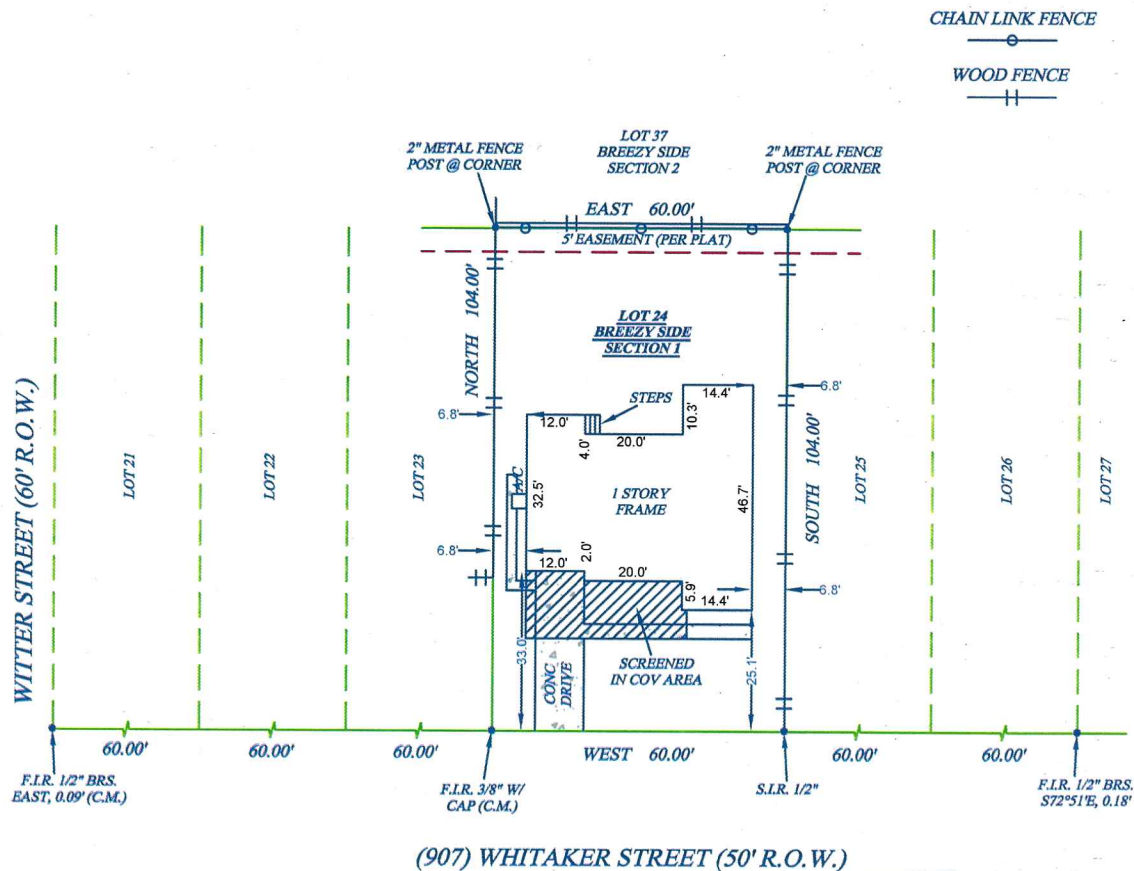 CHAIN LINK FENCE
WOOD FENCE
LOT 37
BREEZY SIDE
SECTION 2
2" METAL FENCE
POST @ CORNER
2" METAL FENCE
POST @ CORNER
EAST 60.00'
5' EASEMENT (PER PLAT)
NORTH 104.00'
LOT 24
BREEZY SIDE
SECTION 1
SOUTH 104.00'
6.8'
12.0'
STEPS
14.4'
6.8'
4.0'
20.0'
10.3'
WITTER STREET (60' R.O.W.)
LOT 21
LOT 22
LOT 23
A/C
32.5'
1 STORY
FRAME
46.7'
LOT 25
LOT 26
LOT 27
6.8'
12.0'
2.0'
20.0'
5.9'
14.4'
6.8'
33.0'
CONC
DRIVE
SCREENED
IN COV AREA
25.1'
60.00'
60.00'
60.00'
WEST 60.00'
60.00'
60.00'
F.I.R. 1/2" BRS.
EAST, 0.09' (C.M.)
F.I.R. 3/8" W/
CAP (C.M.)
S.I.R. 1/2"
F.I.R. 1/2" BRS.
S72°51'E, 0.18'
(907) WHITAKER STREET (50' R.O.W.)